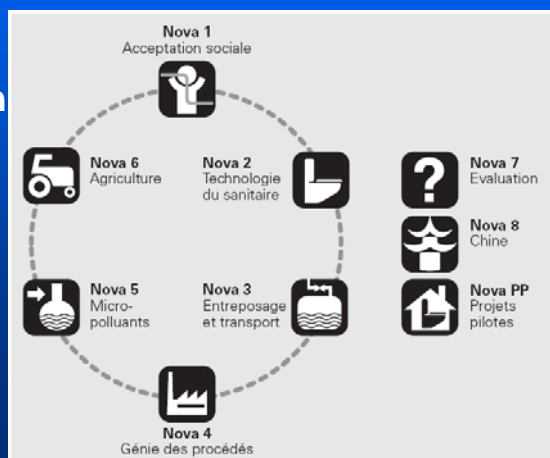 Nova 1
Acceptation sociale
Nova 6
Agriculture
Nova 2
Technologie
du sanitaire
Nova 7
Evaluation
Nova 8
Chine
Nova 5
Micro-
polluants
Nova 3
Entreposage
et transport
Nova PP
Projets
pilotes
Nova 4
Génie des procédés